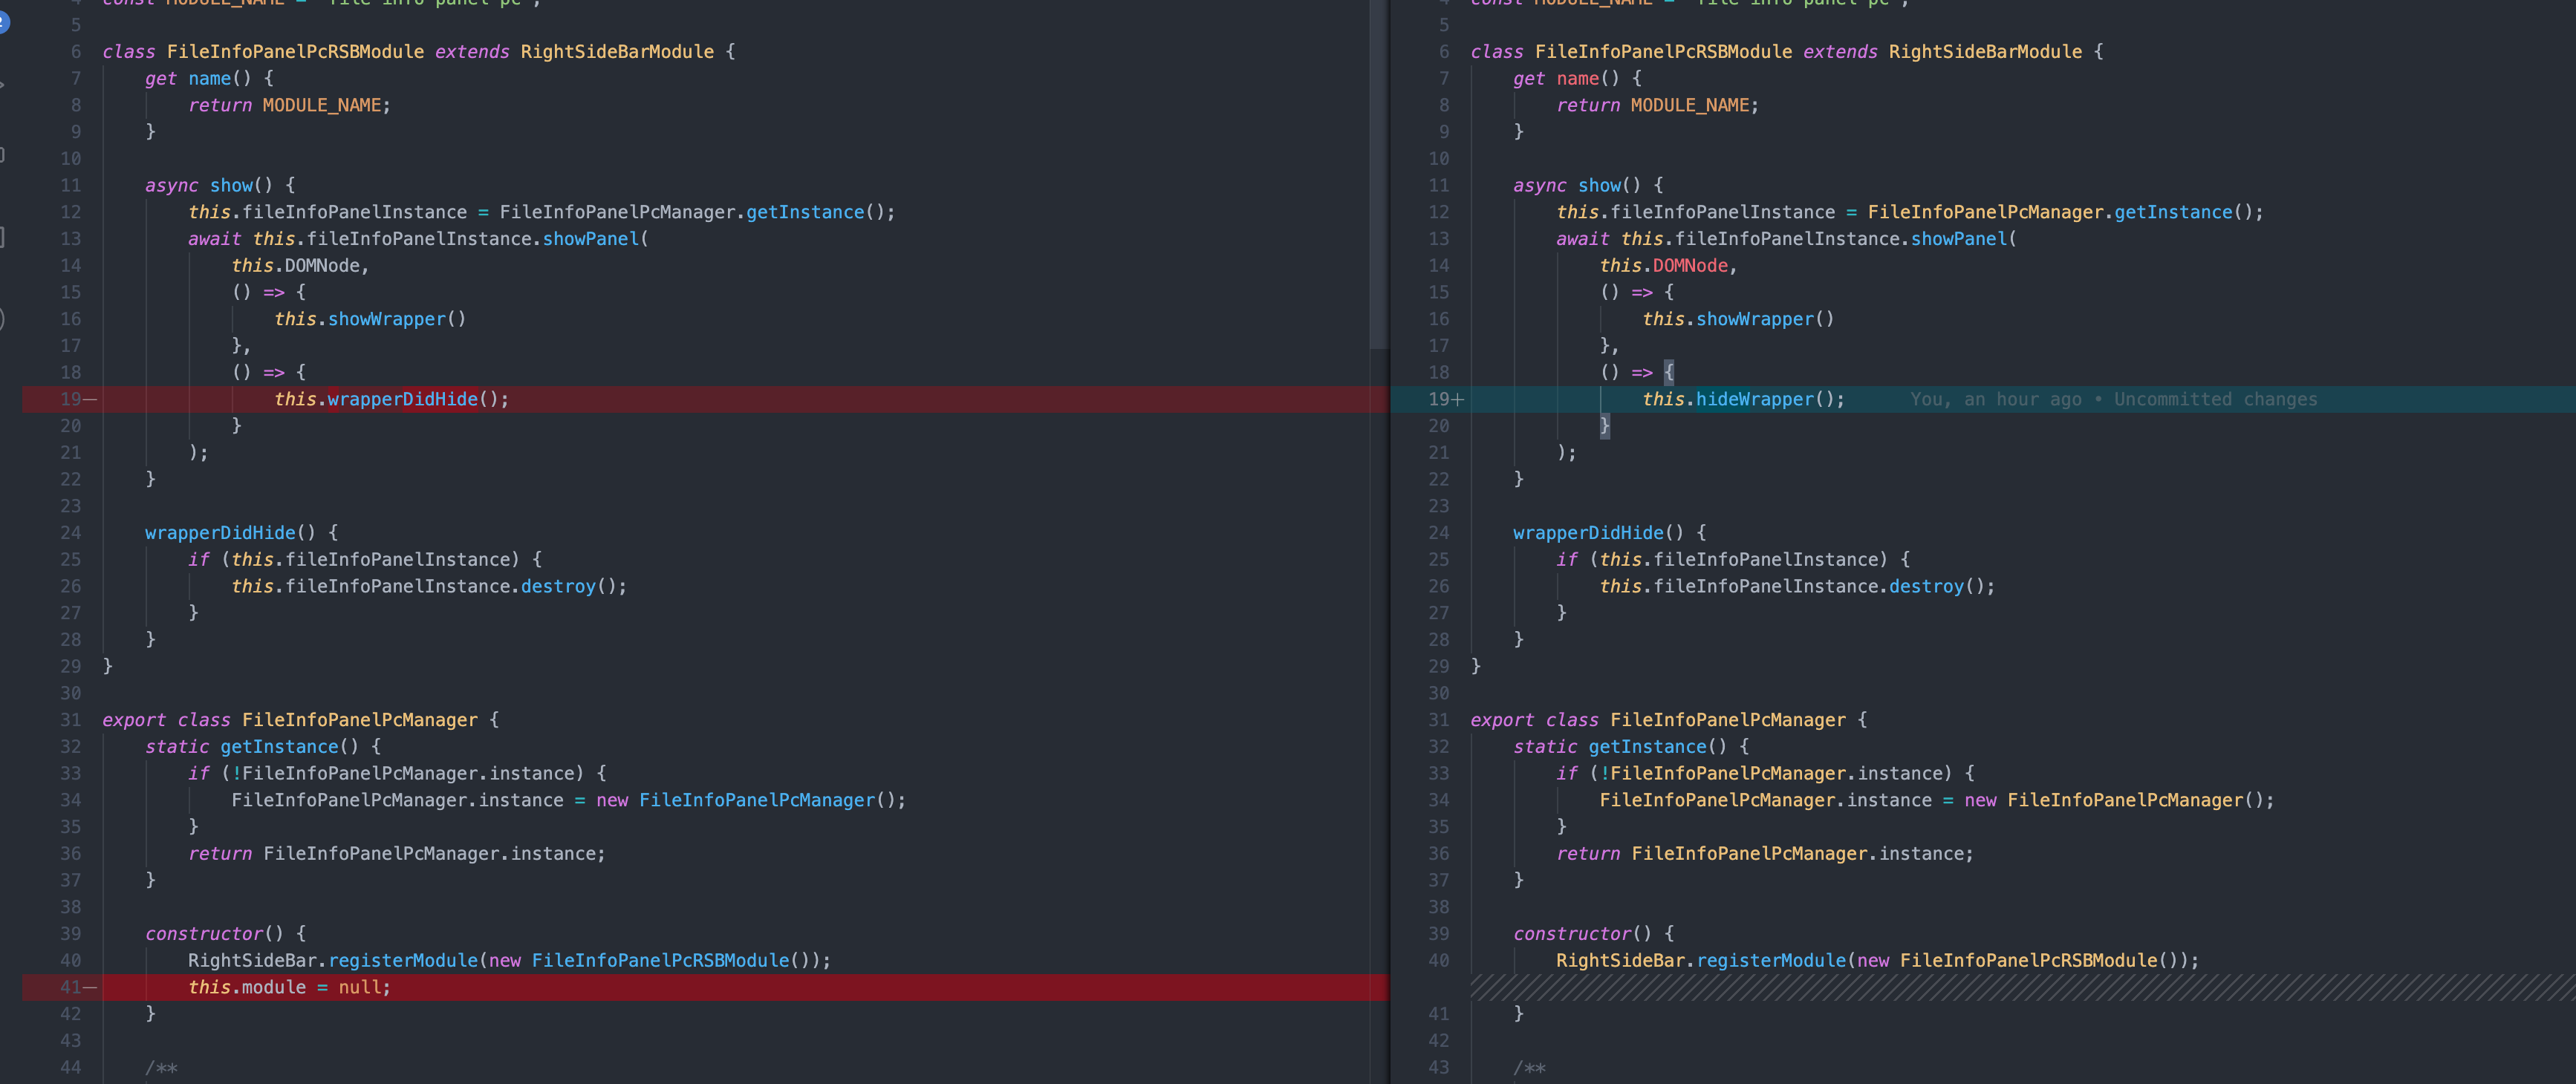 5
6 class FileInfoPanelPcRSBModule extends RightSideBarModule {
7 get name() {
8 return MODULE_NAME;
9 }
10
11 async show() {
12 this.fileInfoPanelInstance = FileInfoPanelPcManager.getInstance();
13 await this.fileInfoPanelInstance.showPanel(
14 this.DOMNode,
15 () => {
16 this.showWrapper()
17 },
18 () => {
19— this.wrapperDidHide();
20 }
21 );
22 }
23
24 wrapperDidHide() {
25 if (this.fileInfoPanelInstance) {
26 this.fileInfoPanelInstance.destroy();
27 }
28 }
29 }
30
31 export class FileInfoPanelPcManager {
32 static getInstance() {
33 if (!FileInfoPanelPcManager.instance) {
34 FileInfoPanelPcManager.instance = new FileInfoPanelPcManager();
35 }
36 return FileInfoPanelPcManager.instance;
37 }
38
39 constructor() {
40 RightSideBar.registerModule(new FileInfoPanelPcRSBModule());
41— this.module = null;
42 }
43
44 /**
5
6 class FileInfoPanelPcRSBModule extends RightSideBarModule {
7 get name() {
8 return MODULE_NAME;
9 }
10
11 async show() {
12 this.fileInfoPanelInstance = FileInfoPanelPcManager.getInstance();
13 await this.fileInfoPanelInstance.showPanel(
14 this.DOMNode,
15 () => {
16 this.showWrapper()
17 },
18 () => {
19+ this.hideWrapper(); You, an hour ago • Uncommitted changes
20 }
21 );
22 }
23
24 wrapperDidHide() {
25 if (this.fileInfoPanelInstance) {
26 this.fileInfoPanelInstance.destroy();
27 }
28 }
29 }
30
31 export class FileInfoPanelPcManager {
32 static getInstance() {
33 if (!FileInfoPanelPcManager.instance) {
34 FileInfoPanelPcManager.instance = new FileInfoPanelPcManager();
35 }
36 return FileInfoPanelPcManager.instance;
37 }
38
39 constructor() {
40 RightSideBar.registerModule(new FileInfoPanelPcRSBModule());
41 }
42
43 /**